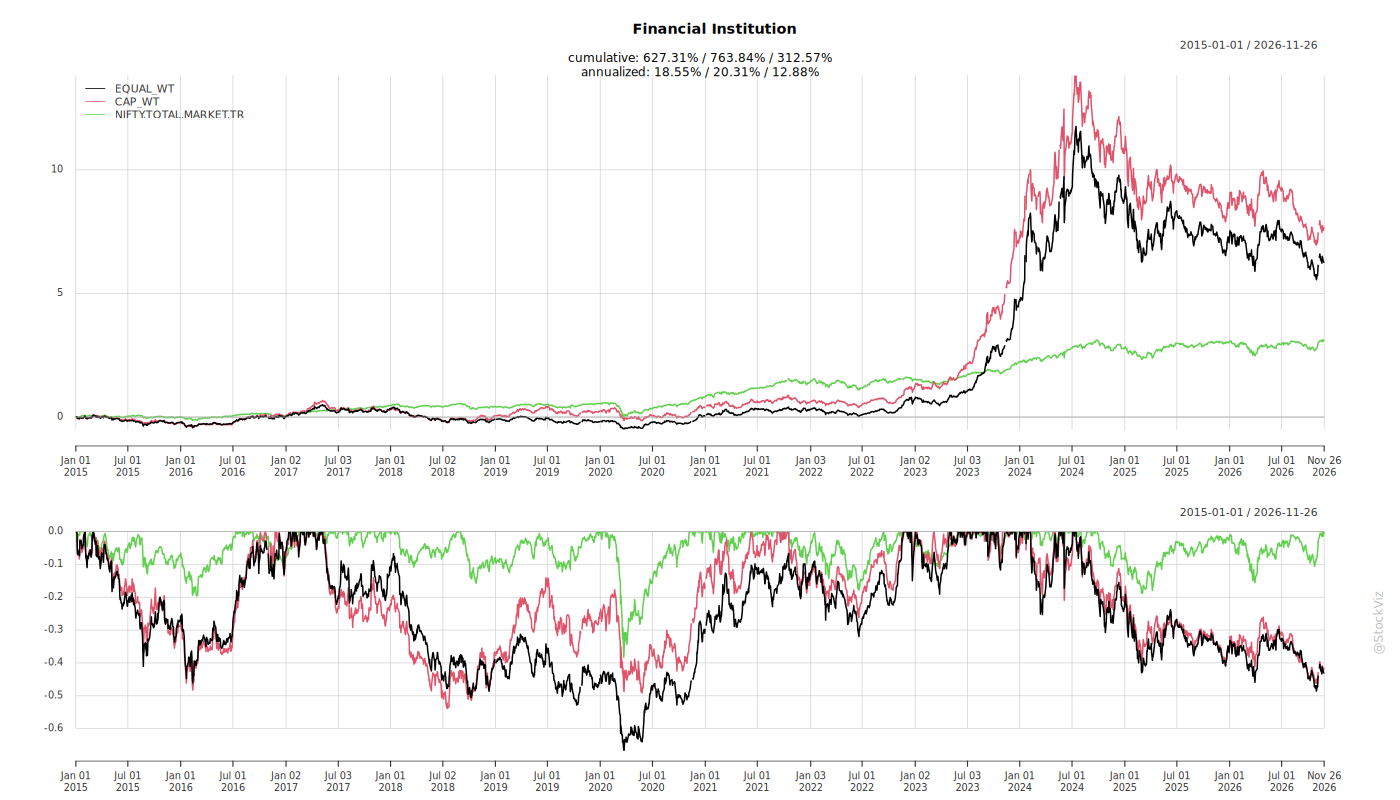 Financial Institution
2015-01-01 / 2026-11-26
cumulative: 627.31% / 763.84% / 312.57%
annualized: 18.55% / 20.31% / 12.88%
EQUAL_WT
CAP_WT
NIFTY.TOTAL.MARKET.TR
10
5
0
Jan 01 Jul 01 Jan 01 Jul 01 Jan 02 Jul 03 Jan 01 Jul 02 Jan 01 Jul 01 Jan 01 Jul 01 Jan 01 Jul 01 Jan 03 Jul 01 Jan 02 Jul 03 Jan 01 Jul 01 Jan 01 Jul 01 Jan 01 Jul 01 Nov 26
2015 2015 2016 2016 2017 2017 2018 2018 2019 2019 2020 2020 2021 2021 2022 2022 2023 2023 2024 2024 2025 2025 2026 2026 2026
2015-01-01 / 2026-11-26
0.0
-0.1
-0.2
-0.3
-0.4
-0.5
-0.6
Jan 01 Jul 01 Jan 01 Jul 01 Jan 02 Jul 03 Jan 01 Jul 02 Jan 01 Jul 01 Jan 01 Jul 01 Jan 01 Jul 01 Jan 03 Jul 01 Jan 02 Jul 03 Jan 01 Jul 01 Jan 01 Jul 01 Jan 01 Jul 01 Nov 26
2015 2015 2016 2016 2017 2017 2018 2018 2019 2019 2020 2020 2021 2021 2022 2022 2023 2023 2024 2024 2025 2025 2026 2026 2026
@StockViz